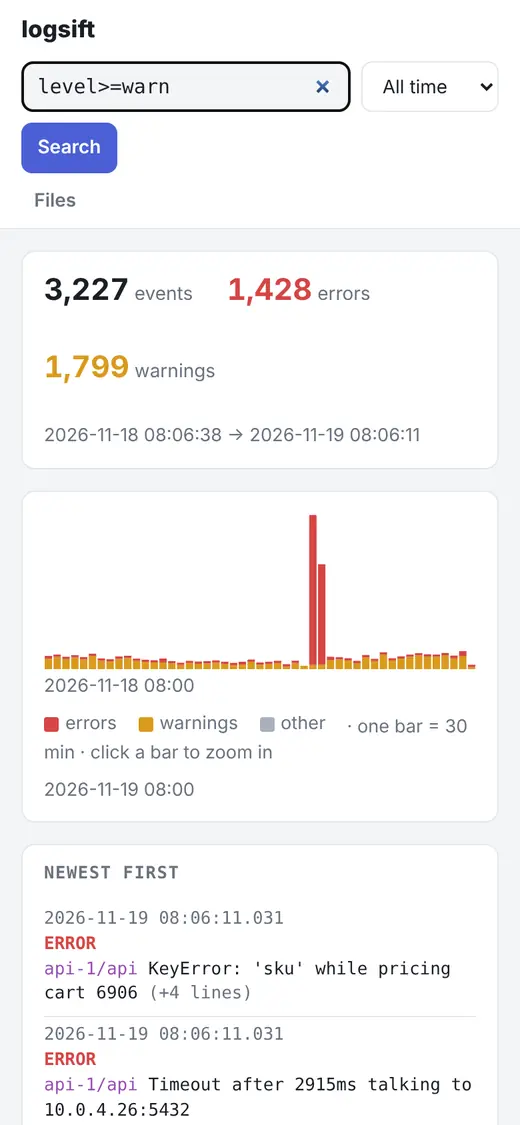 logsift
level>=warn ×
All time
Search
Files
3,227 events 1,428 errors
1,799 warnings
2026-11-18 08:06:38 → 2026-11-19 08:06:11
2026-11-18 08:00
errors warnings other · one bar = 30
min · click a bar to zoom in
2026-11-19 08:00
NEWEST FIRST
2026-11-19 08:06:11.031
ERROR
api-1/api KeyError: 'sku' while pricing
cart 6906 (+4 lines)
2026-11-19 08:06:11.031
ERROR
api-1/api Timeout after 2915ms talking to
10.0.4.26:5432